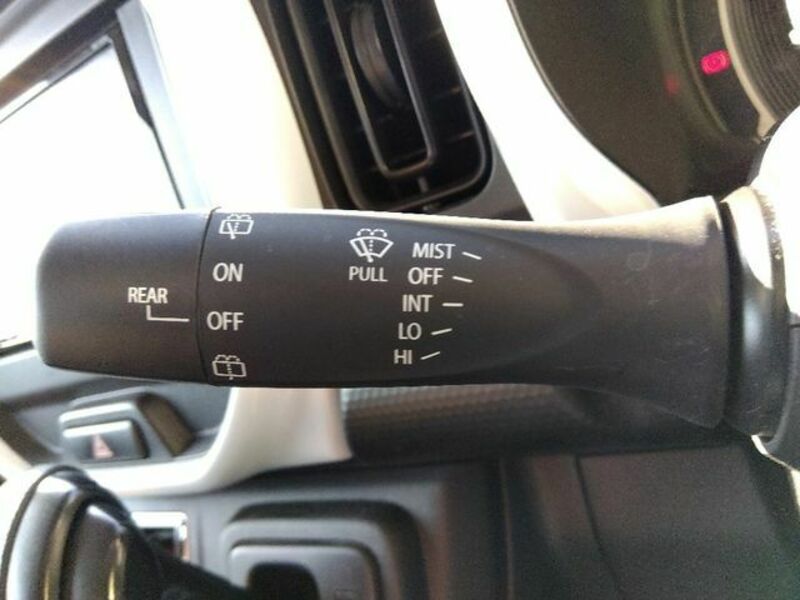 REAR
ON
OFF
PULL
MIST
OFF
INT
LO
HI